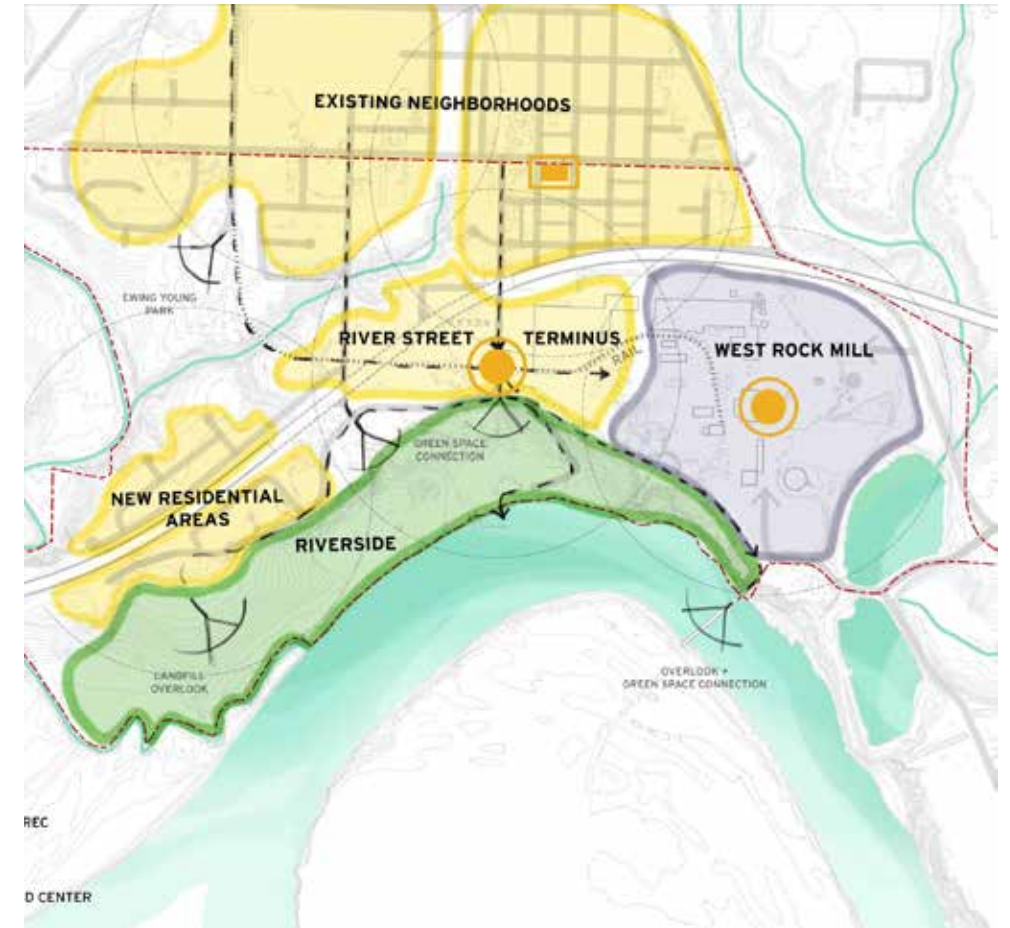 EXISTING NEIGHBORHOODS
EWING YOUNG
PARK
RIVER STREET
TERMINUS
RAIL
WEST ROCK MILL
GREEN SPACE
CONNECTION
NEW RESIDENTIAL
AREAS
RIVERSIDE
LANDFILL
OVERLOOK
OVERLOOK +
GREEN SPACE CONNECTION
REC
D CENTER